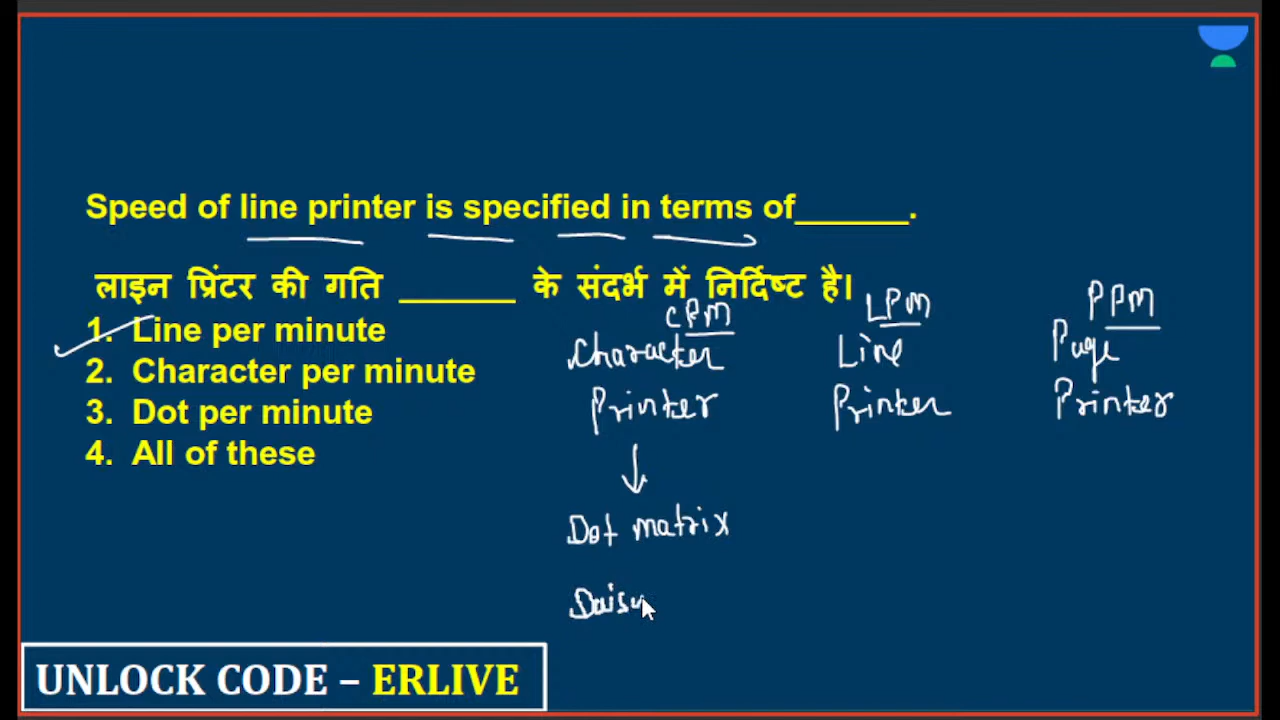 Speed of line printer is specified in terms of______.
लाइन प्रिंटर की गति ______ के संदर्भ में निर्दिष्ट है।
1. Line per minute
2. Character per minute
3. Dot per minute
4. All of these
CPM
Character
Printer
Dot matrix
LPM
Line
Printer
PPM
Page
Printer
UNLOCK CODE – ERLIVE